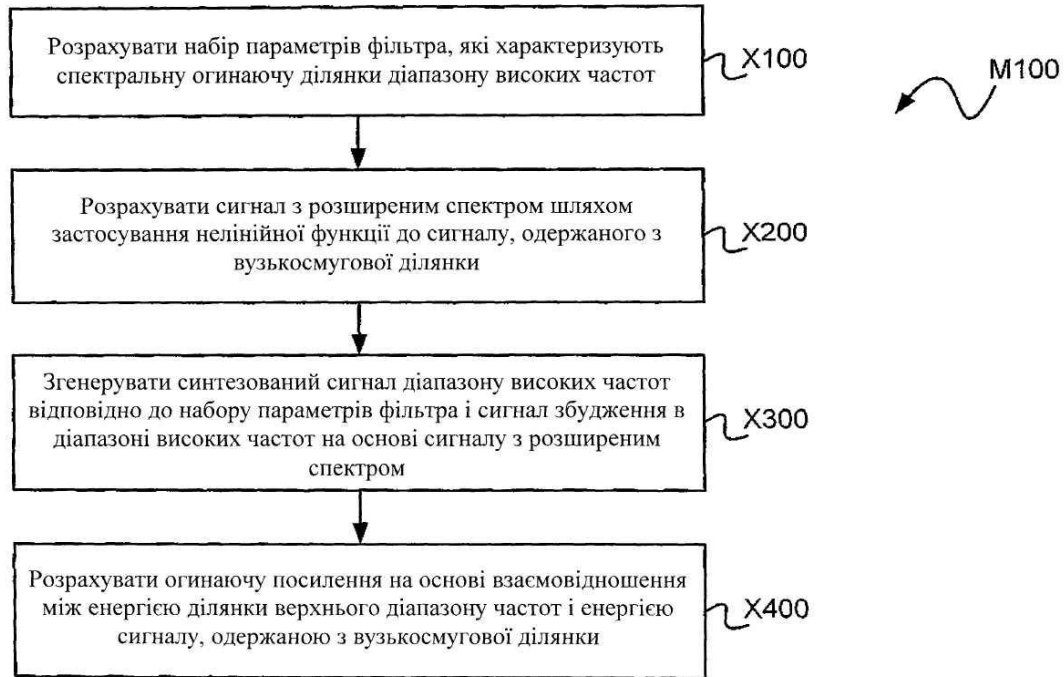 Розрахувати набір параметрів фільтра, які характеризують
спектральну огинаючу ділянки діапазону високих частот
X100
M100
Розрахувати сигнал з розширеним спектром шляхом
застосування нелінійної функції до сигналу, одержаного з
вузькосмугової ділянки
X200
Згенерувати синтезований сигнал діапазону високих частот
відповідно до набору параметрів фільтра і сигнал збудження в
діапазоні високих частот на основі сигналу з розширеним
спектром
X300
Розрахувати огинаючу посилення на основі взаємовідношення
між енергією ділянки верхнього діапазону частот і енергією
сигналу, одержаною з вузькосмугової ділянки
X400